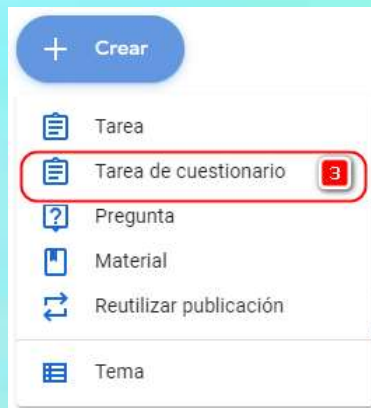 Crear
Tarea
Tarea de cuestionario 3
Pregunta
Material
Reutilizar publicación
Tema